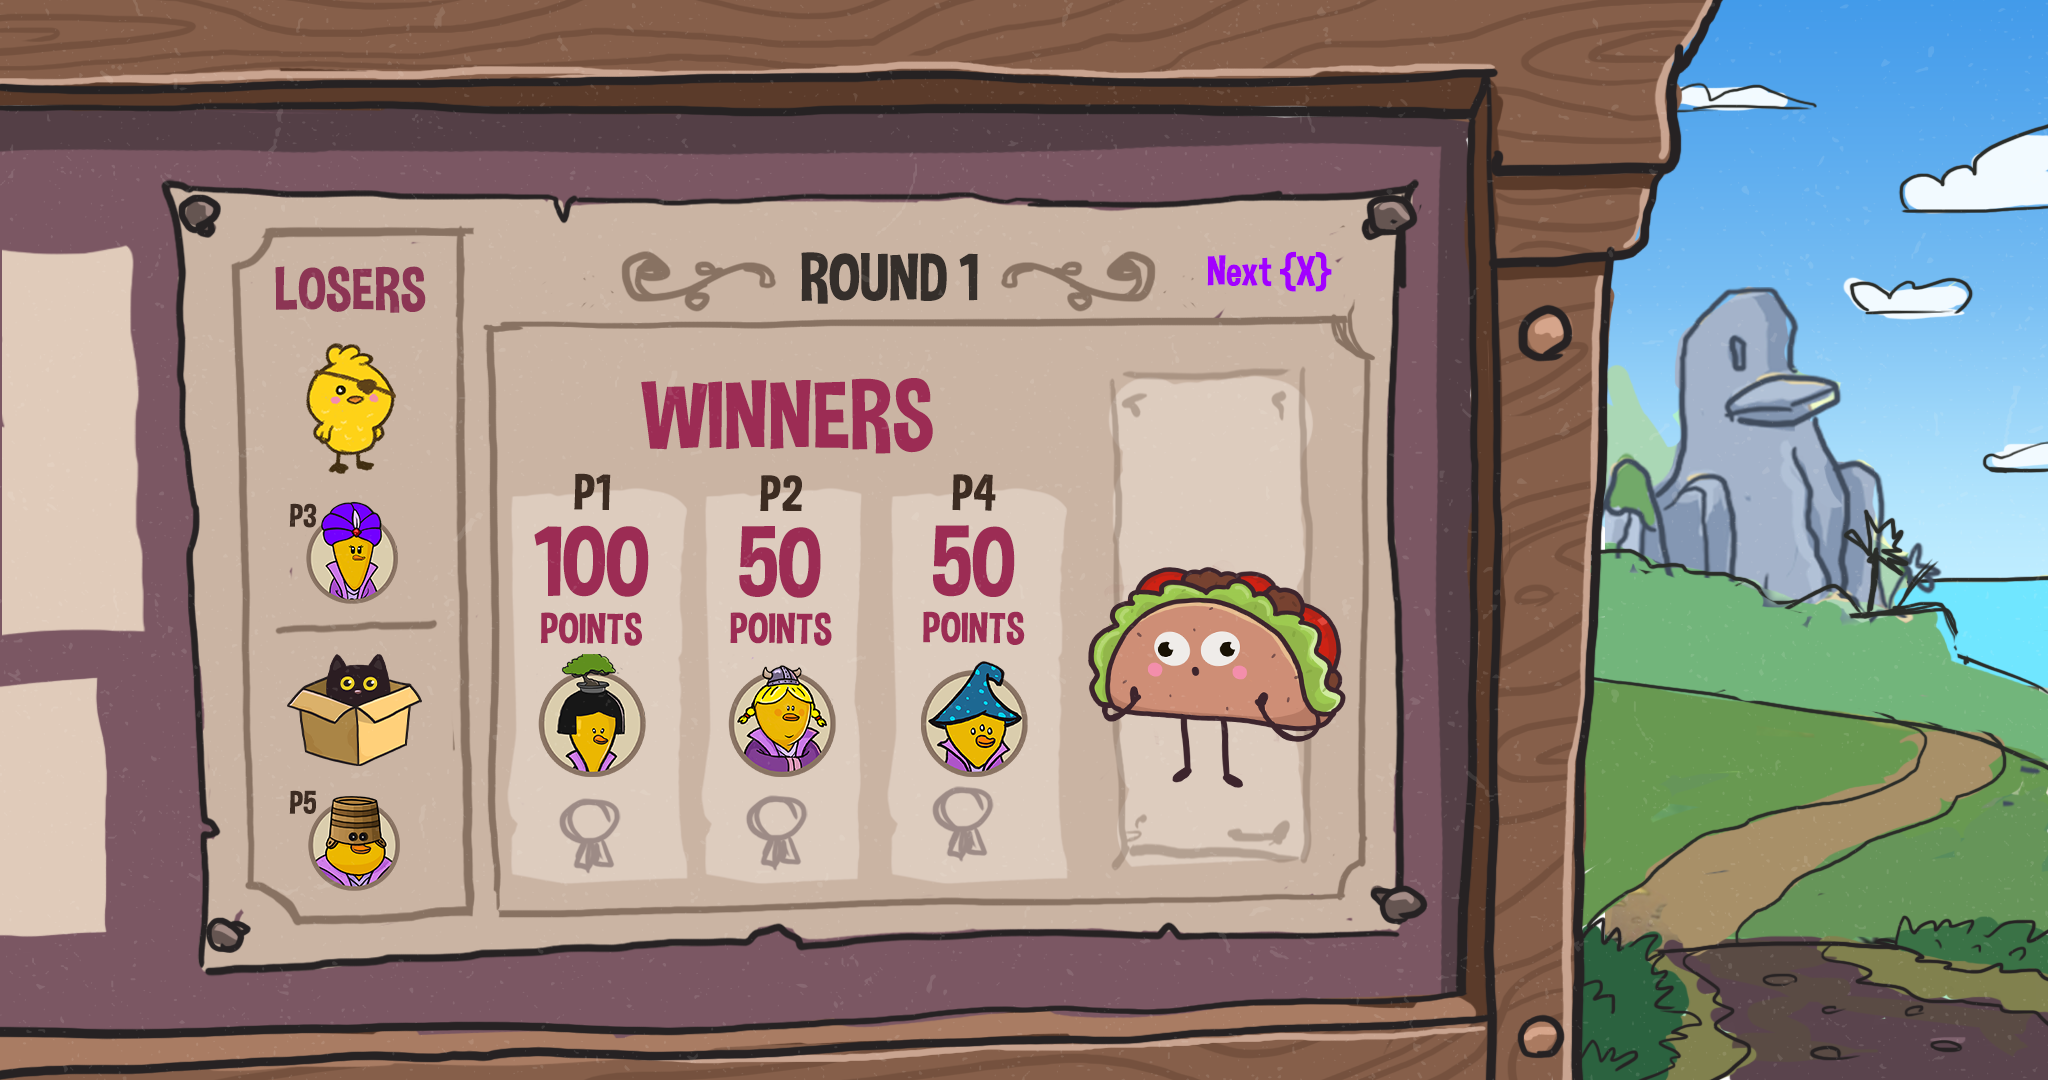 LOSERS
P3
P5
ROUND 1
Next {X}
WINNERS
P1
100
POINTS
P2
50
POINTS
P4
50
POINTS